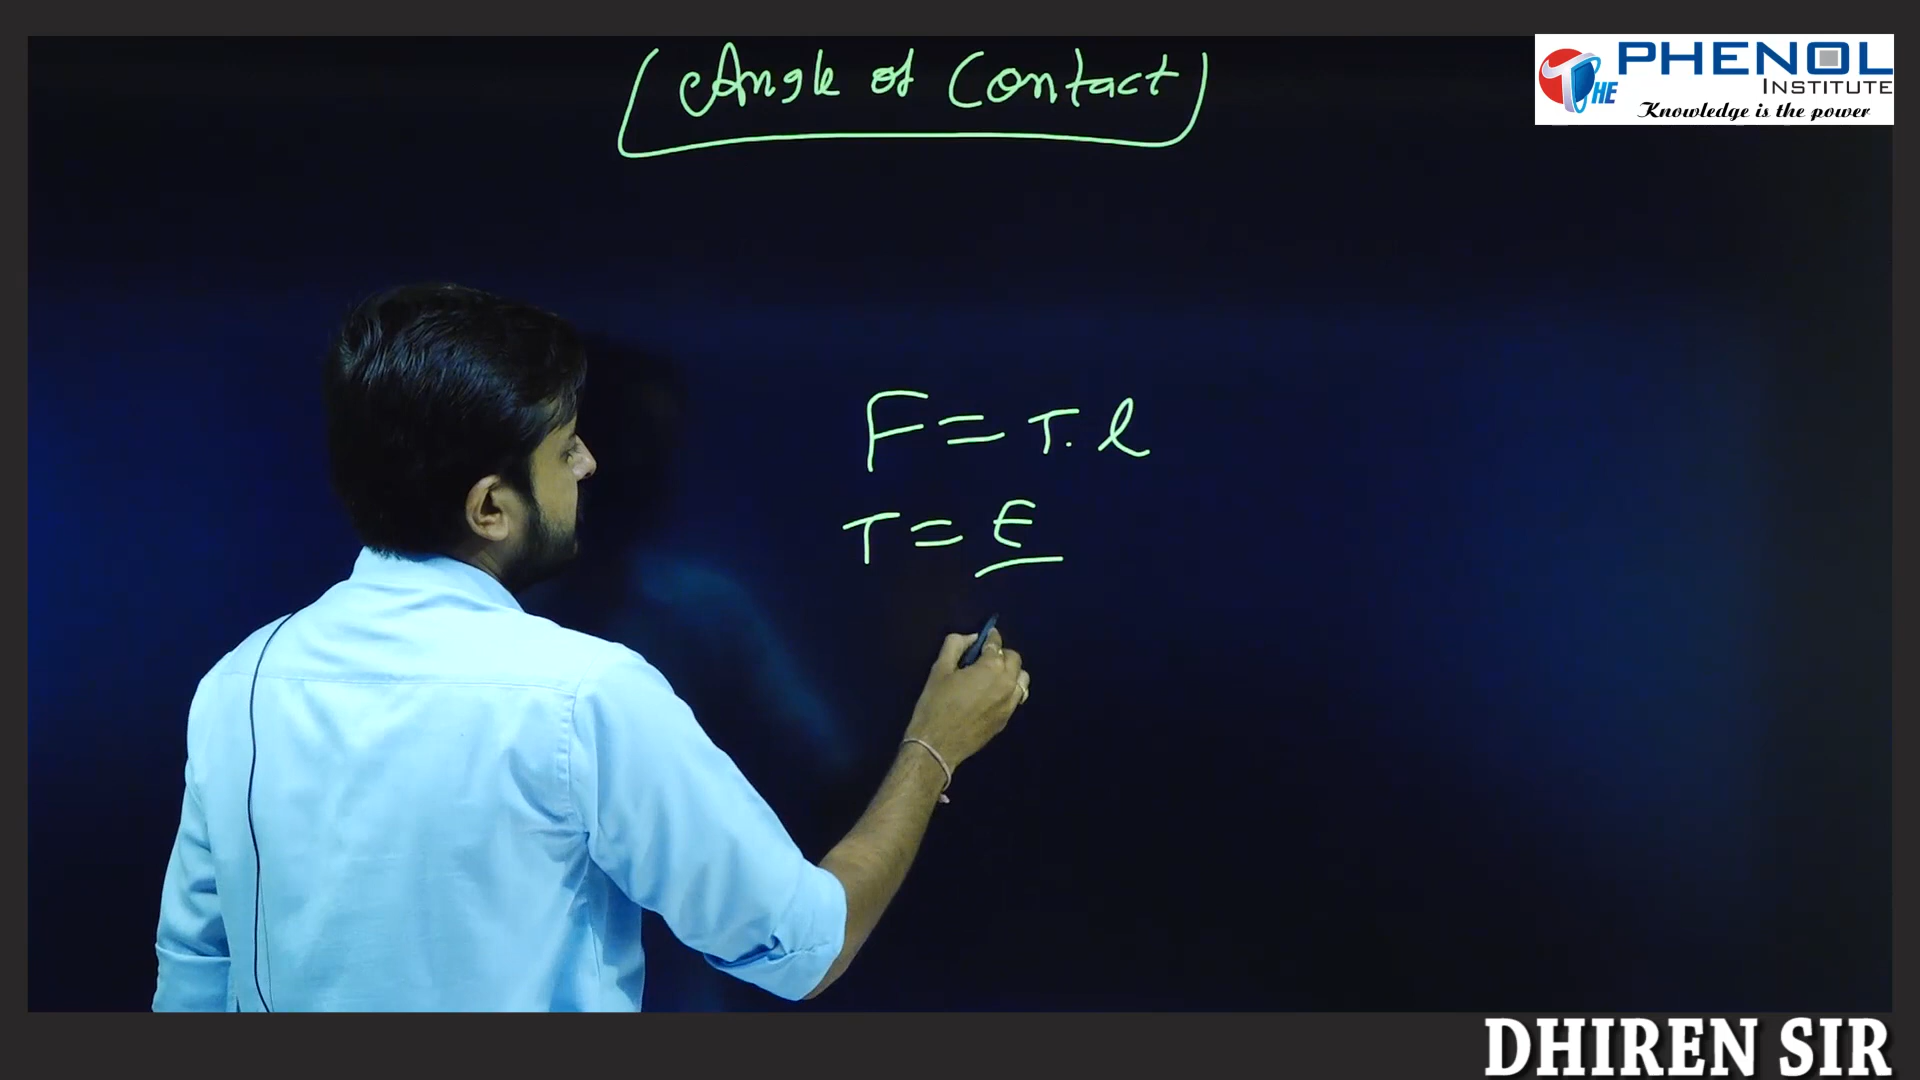 (Angle of Contact)
THE PHENOL
INSTITUTE
Knowledge is the power
F = T. l
T = F
DHIREN SIR